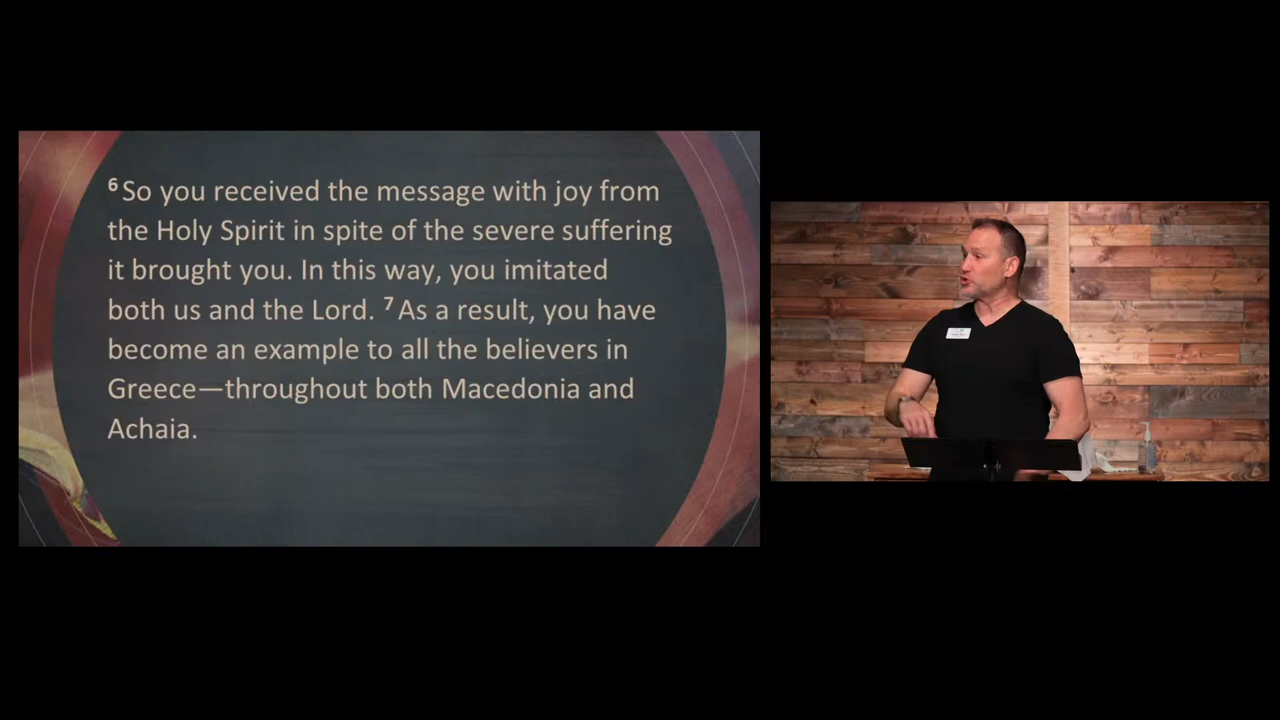 ⁶So you received the message with joy from
the Holy Spirit in spite of the severe suffering
it brought you. In this way, you imitated
both us and the Lord. ⁷As a result, you have
become an example to all the believers in
Greece—throughout both Macedonia and
Achaia.